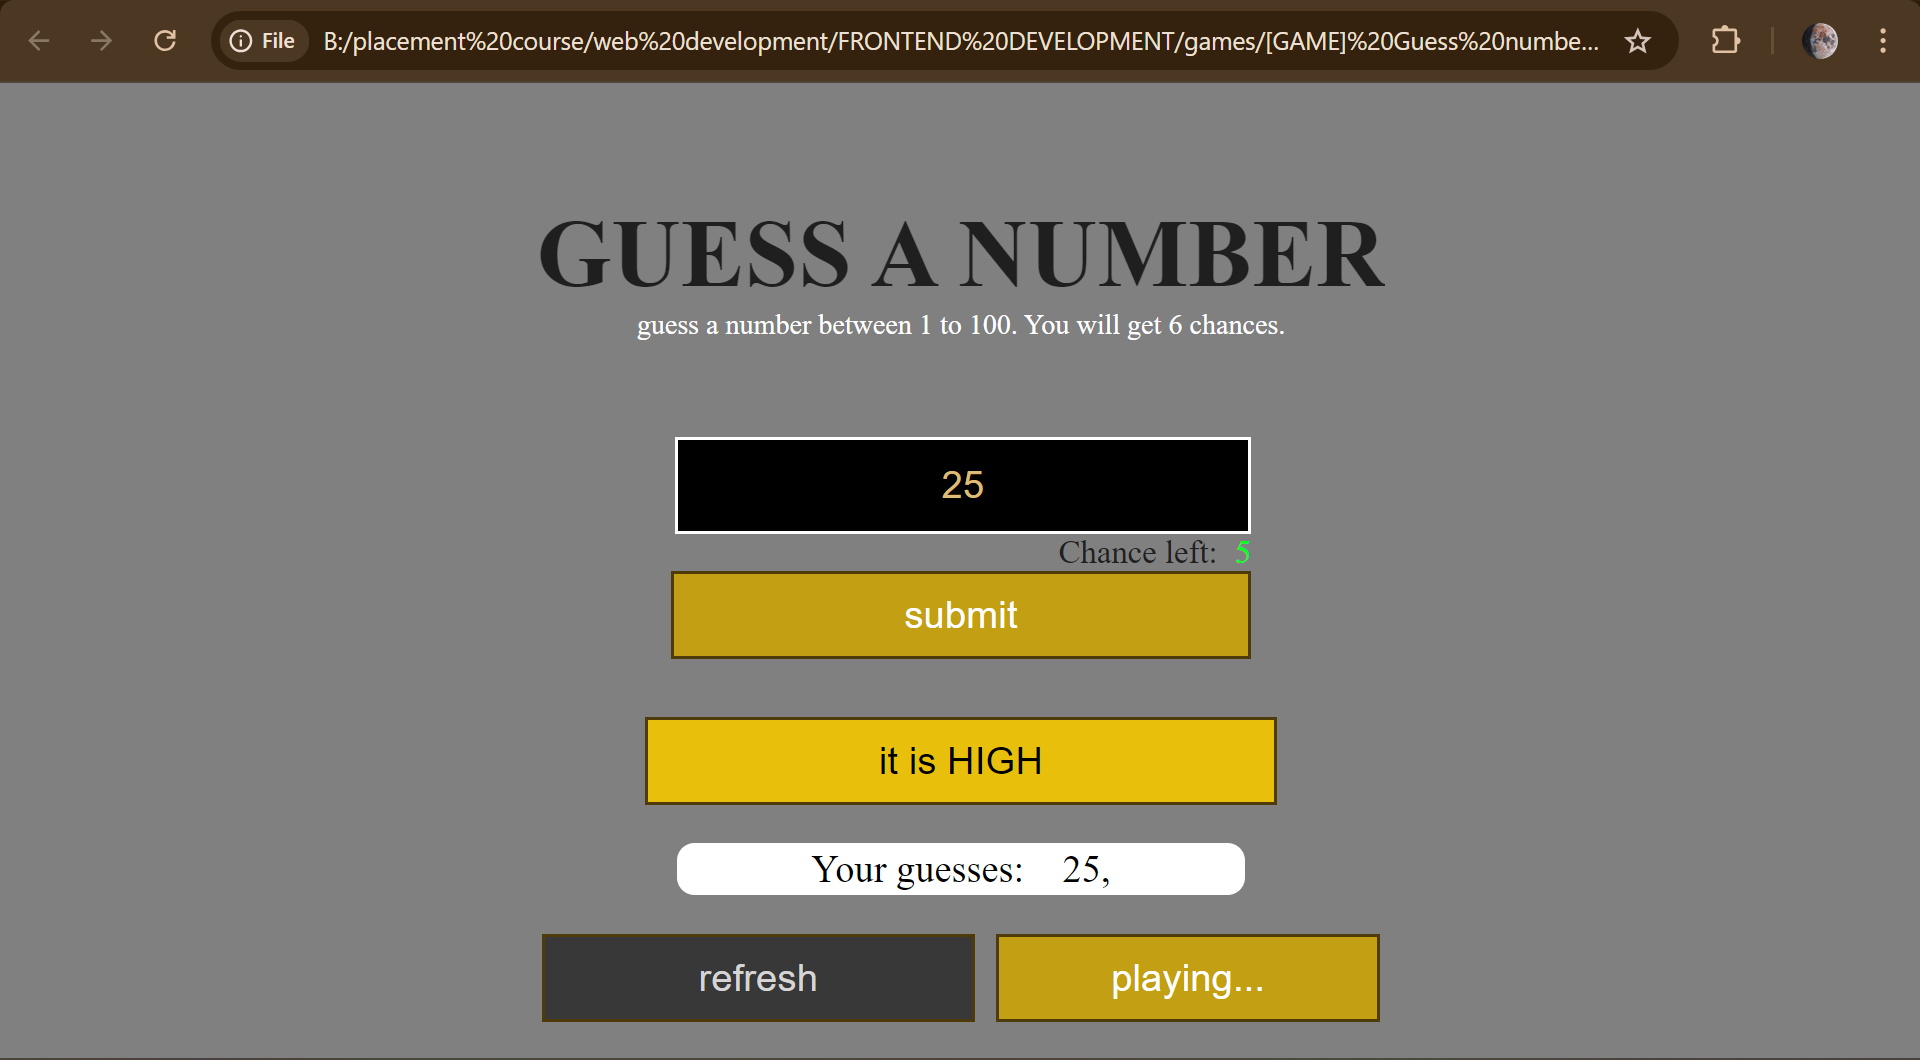 File B:/placement%20course/web%20development/FRONTEND%20DEVELOPMENT/games/[GAME]%20Guess%20numbe...
GUESS A NUMBER
guess a number between 1 to 100. You will get 6 chances.
25
Chance left: 5
submit
it is HIGH
Your guesses: 25,
refresh playing...